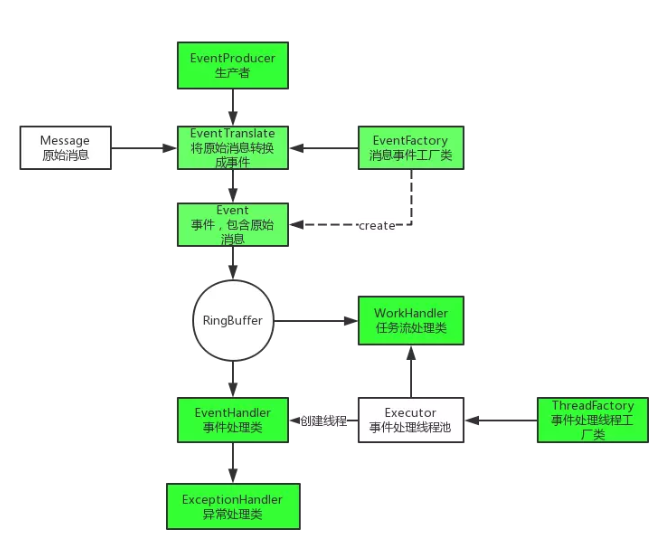 EventProducer
生产者
Message
原始消息
EventTranslate
将原始消息转换
成事件
EventFactory
消息事件工厂类
Event
事件，包含原始
消息
create
RingBuffer
WorkHandler
任务流处理类
EventHandler
事件处理类
创建线程
Executor
事件处理线程池
ThreadFactory
事件处理线程工
厂类
ExceptionHandler
异常处理类